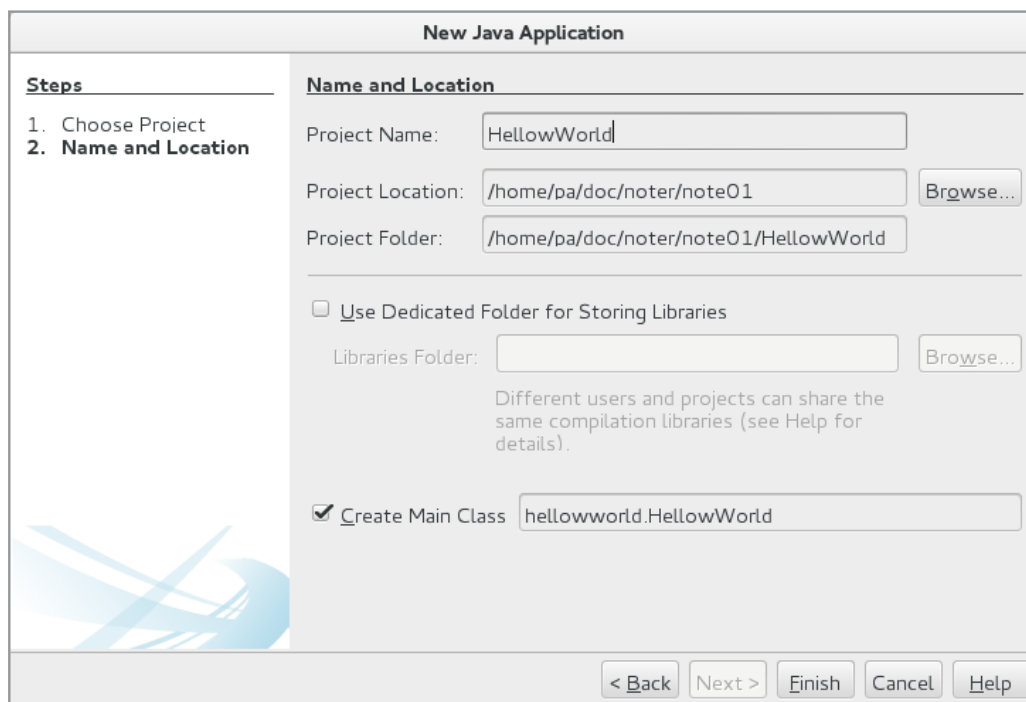 New Java Application
Steps
1. Choose Project
2. Name and Location
Name and Location
Project Name: HellowWorld
Project Location: /home/pa/doc/noter/note01 Browse...
Project Folder: /home/pa/doc/noter/note01/HellowWorld
Use Dedicated Folder for Storing Libraries
Libraries Folder: Browse...
Different users and projects can share the
same compilation libraries (see Help for
details).
Create Main Class hellowworld.HellowWorld
< Back Next > Finish Cancel Help